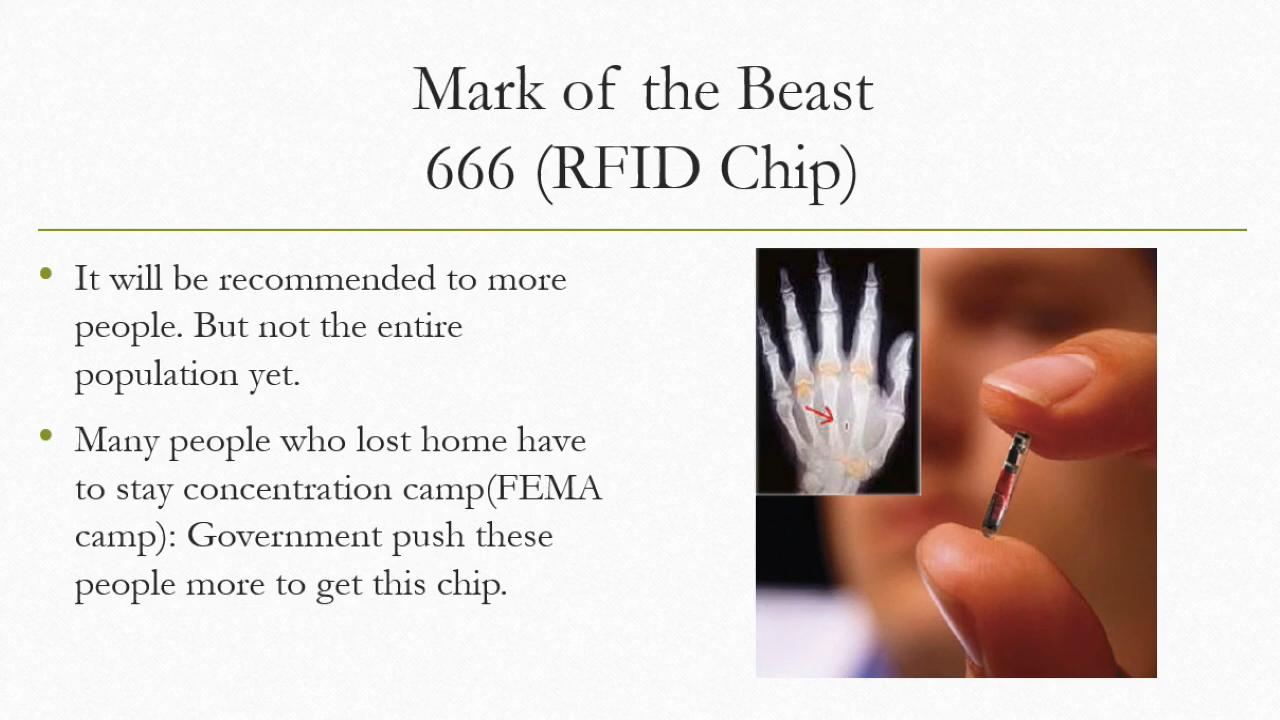 Mark of the Beast
666 (RFID Chip)
• It will be recommended to more
people. But not the entire
population yet.
• Many people who lost home have
to stay concentration camp(FEMA
camp): Government push these
people more to get this chip.